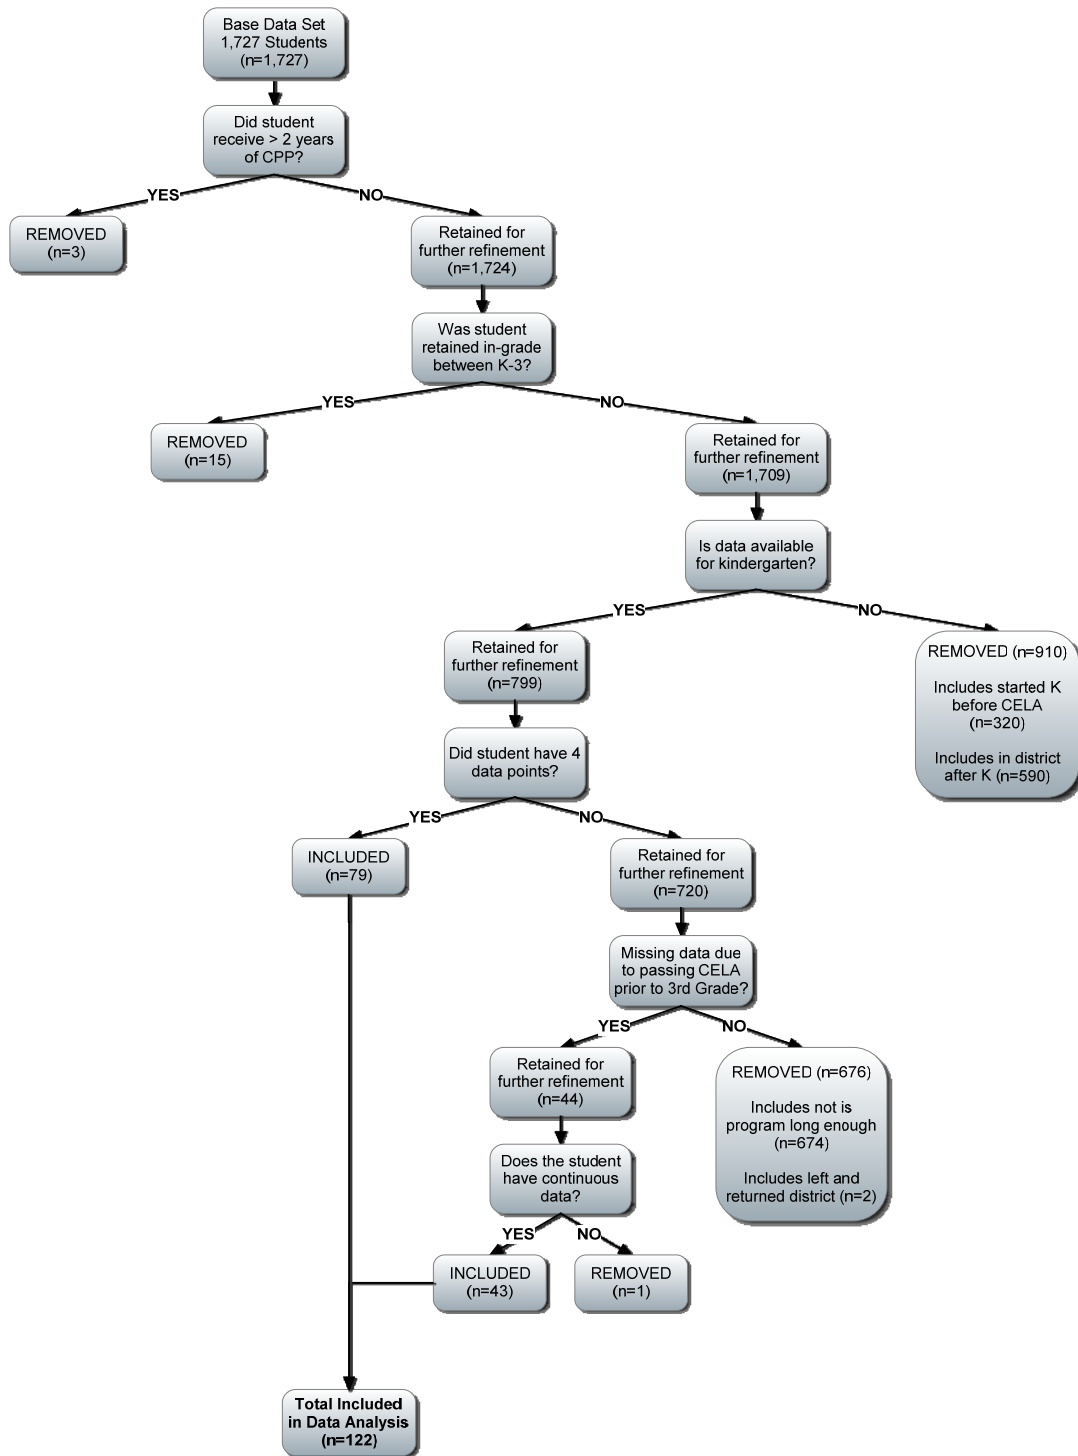 Base Data Set
1,727 Students
(n=1,727)
Did student
receive > 2 years
of CPP?
YES
NO
REMOVED
(n=3)
Retained for
further refinement
(n=1,724)
Was student
retained in-grade
between K-3?
YES
NO
REMOVED
(n=15)
Retained for
further refinement
(n=1,709)
Is data available
for kindergarten?
YES
NO
Retained for
further refinement
(n=799)
REMOVED (n=910)
Includes started K
before CELA
(n=320)
Includes in district
after K (n=590)
Did student have 4
data points?
YES
NO
INCLUDED
(n=79)
Retained for
further refinement
(n=720)
Missing data due
to passing CELA
prior to 3rd Grade?
YES
NO
Retained for
further refinement
(n=44)
REMOVED (n=676)
Includes not is
program long enough
(n=674)
Includes left and
returned district (n=2)
Does the student
have continuous
data?
YES
NO
INCLUDED
(n=43)
REMOVED
(n=1)
Total Included
in Data Analysis
(n=122)